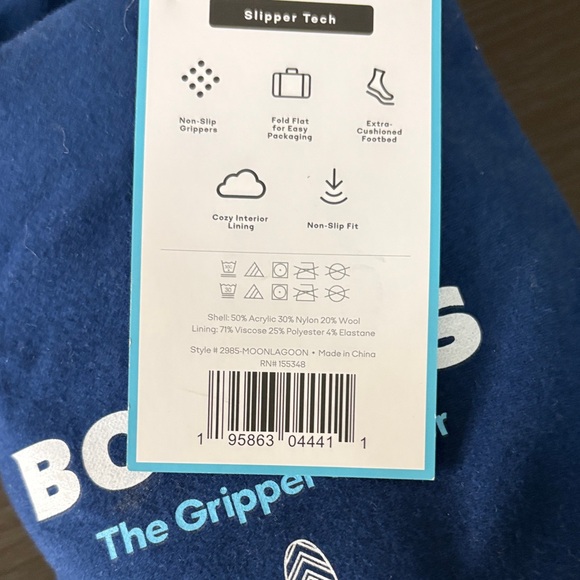 Slipper Tech
Non-Slip
Grippers
Fold Flat
for Easy
Packaging
Extra-
Cushioned
Footbed
Cozy Interior
Lining
Non-Slip Fit
Shell: 50% Acrylic 30% Nylon 20% Wool
Lining: 71% Viscose 25% Polyester 4% Elastane
Style # 2985-MOONLAGOON • Made in China
RN# 155348
1 95863 04441 1
BO S
The Gripper r